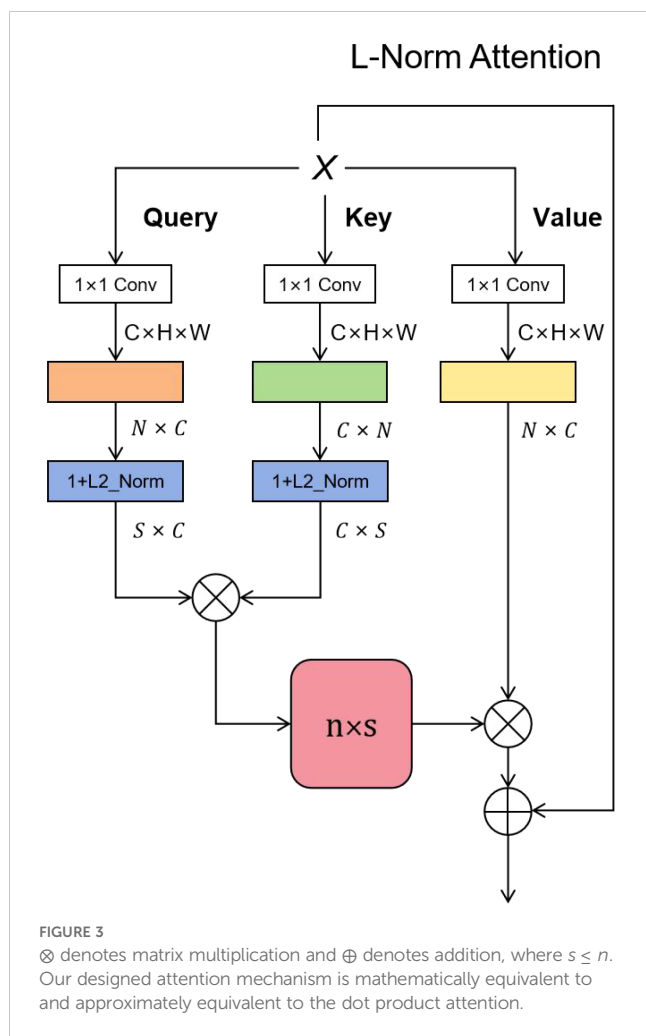 L-Norm Attention
X
Query Key Value
1×1 Conv 1×1 Conv 1×1 Conv
C×H×W C×H×W C×H×W
N × C C × N N × C
1+L2_Norm 1+L2_Norm
S × C C × S
n×s
FIGURE 3
⊗ denotes matrix multiplication and ⊕ denotes addition, where s ≤ n.
Our designed attention mechanism is mathematically equivalent to
and approximately equivalent to the dot product attention.